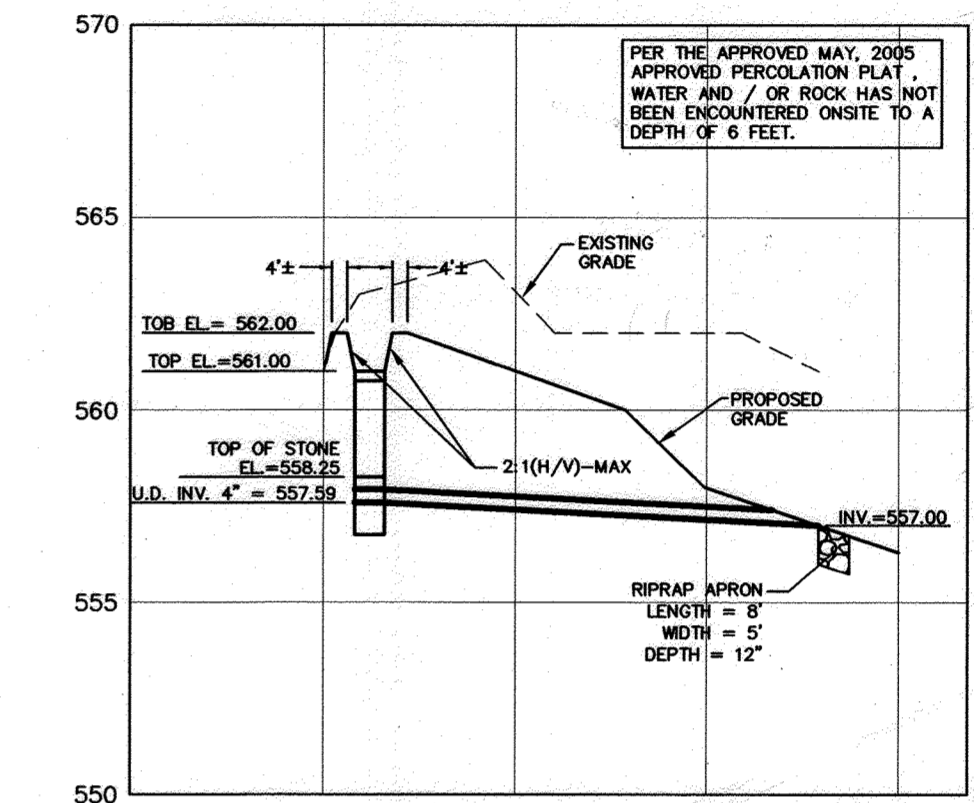 570
PER THE APPROVED MAY, 2005
APPROVED PERCOLATION PLAT ,
WATER AND / OR ROCK HAS NOT
BEEN ENCOUNTERED ONSITE TO A
DEPTH OF 6 FEET.
565
EXISTING
GRADE
4'±
4'±
TOB EL.= 562.00
TOP EL.=561.00
560
PROPOSED
GRADE
TOP OF STONE
EL.=558.25
2:1(H/V)-MAX
U.D. INV. 4" = 557.59
INV.=557.00
555
RIPRAP APRON
LENGTH = 8'
WIDTH = 5'
DEPTH = 12"
550